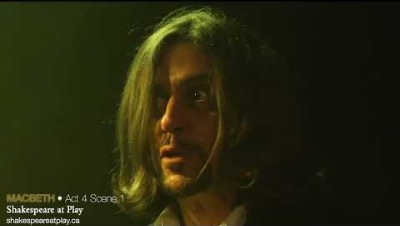 MACBETH • Act 4 Scene 1
Shakespeare at Play
shakespeareatplay.ca